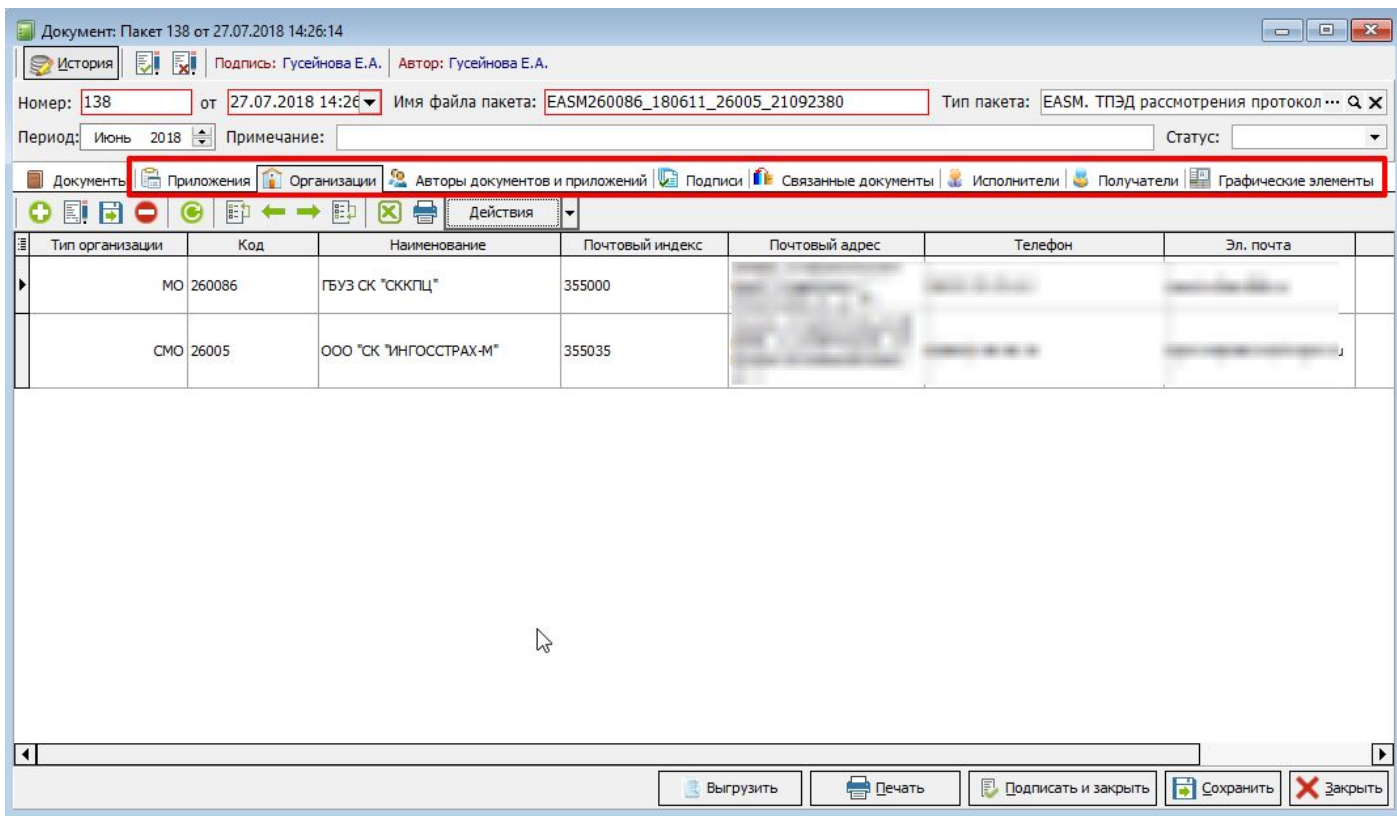 Документ: Пакет 138 от 27.07.2018 14:26:14
История Подпись: Гусейнова Е.А. Автор: Гусейнова Е.А.
Номер: 138 от 27.07.2018 14:26 Имя файла пакета: EASM260086_180611_26005_21092380 Тип пакета: EASM. ТПЭД рассмотрения протокол
Период: Июнь 2018 Примечание: Статус:
Документы Приложения Организации Авторы документов и приложений Подписи Связанные документы Исполнители Получатели Графические элементы
Действия
Тип организации Код Наименование Почтовый индекс Почтовый адрес Телефон Эл. почта
МО 260086 ГБУЗ СК "СККПЦ" 355000
СМО 26005 ООО "СК "ИНГОССТРАХ-М" 355035
Выгрузить Печать Подписать и закрыть Сохранить Закрыть